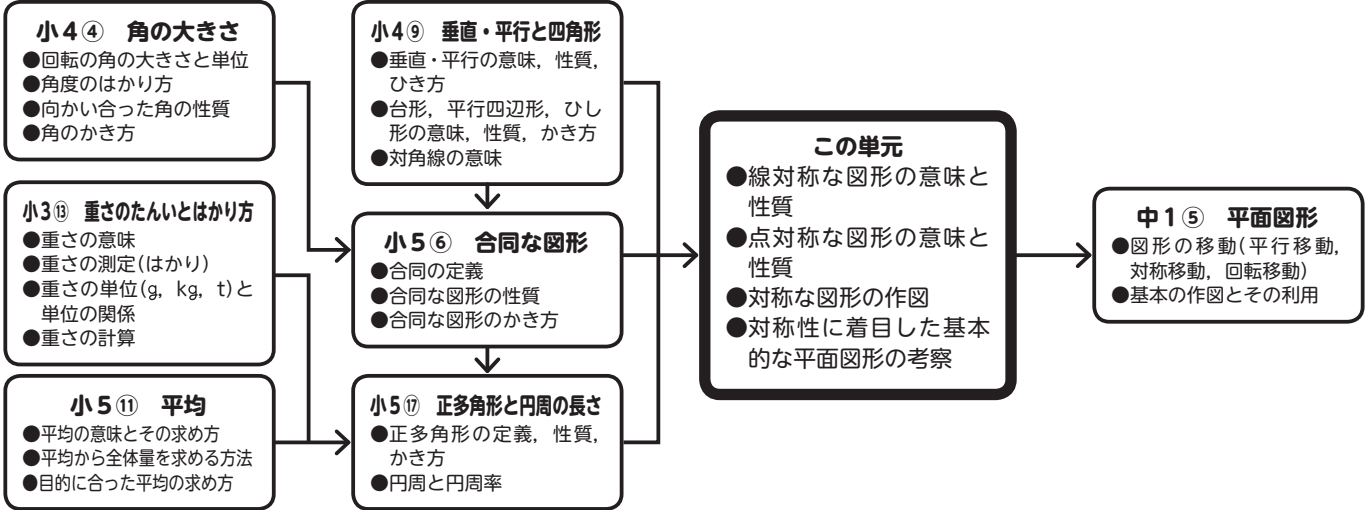 小4④ 角の大きさ
●回転の角の大きさと単位
●角度のはかり方
●向かい合った角の性質
●角のかき方
小3⑬ 重さのたんいとはかり方
●重さの意味
●重さの測定(はかり)
●重さの単位(g, kg, t)と
単位の関係
●重さの計算
小5⑪ 平均
●平均の意味とその求め方
●平均から全体量を求める方法
●目的に合った平均の求め方
小4⑨ 垂直・平行と四角形
●垂直・平行の意味，性質，
ひき方
●台形，平行四辺形，ひし
形の意味，性質，かき方
●対角線の意味
小5⑥ 合同な図形
●合同の定義
●合同な図形の性質
●合同な図形のかき方
小5⑰ 正多角形と円周の長さ
●正多角形の定義，性質，
かき方
●円周と円周率
この単元
●線対称な図形の意味と
性質
●点対称な図形の意味と
性質
●対称な図形の作図
●対称性に着目した基本
的な平面図形の考察
中1⑤ 平面図形
●図形の移動(平行移動，
対称移動，回転移動)
●基本の作図とその利用